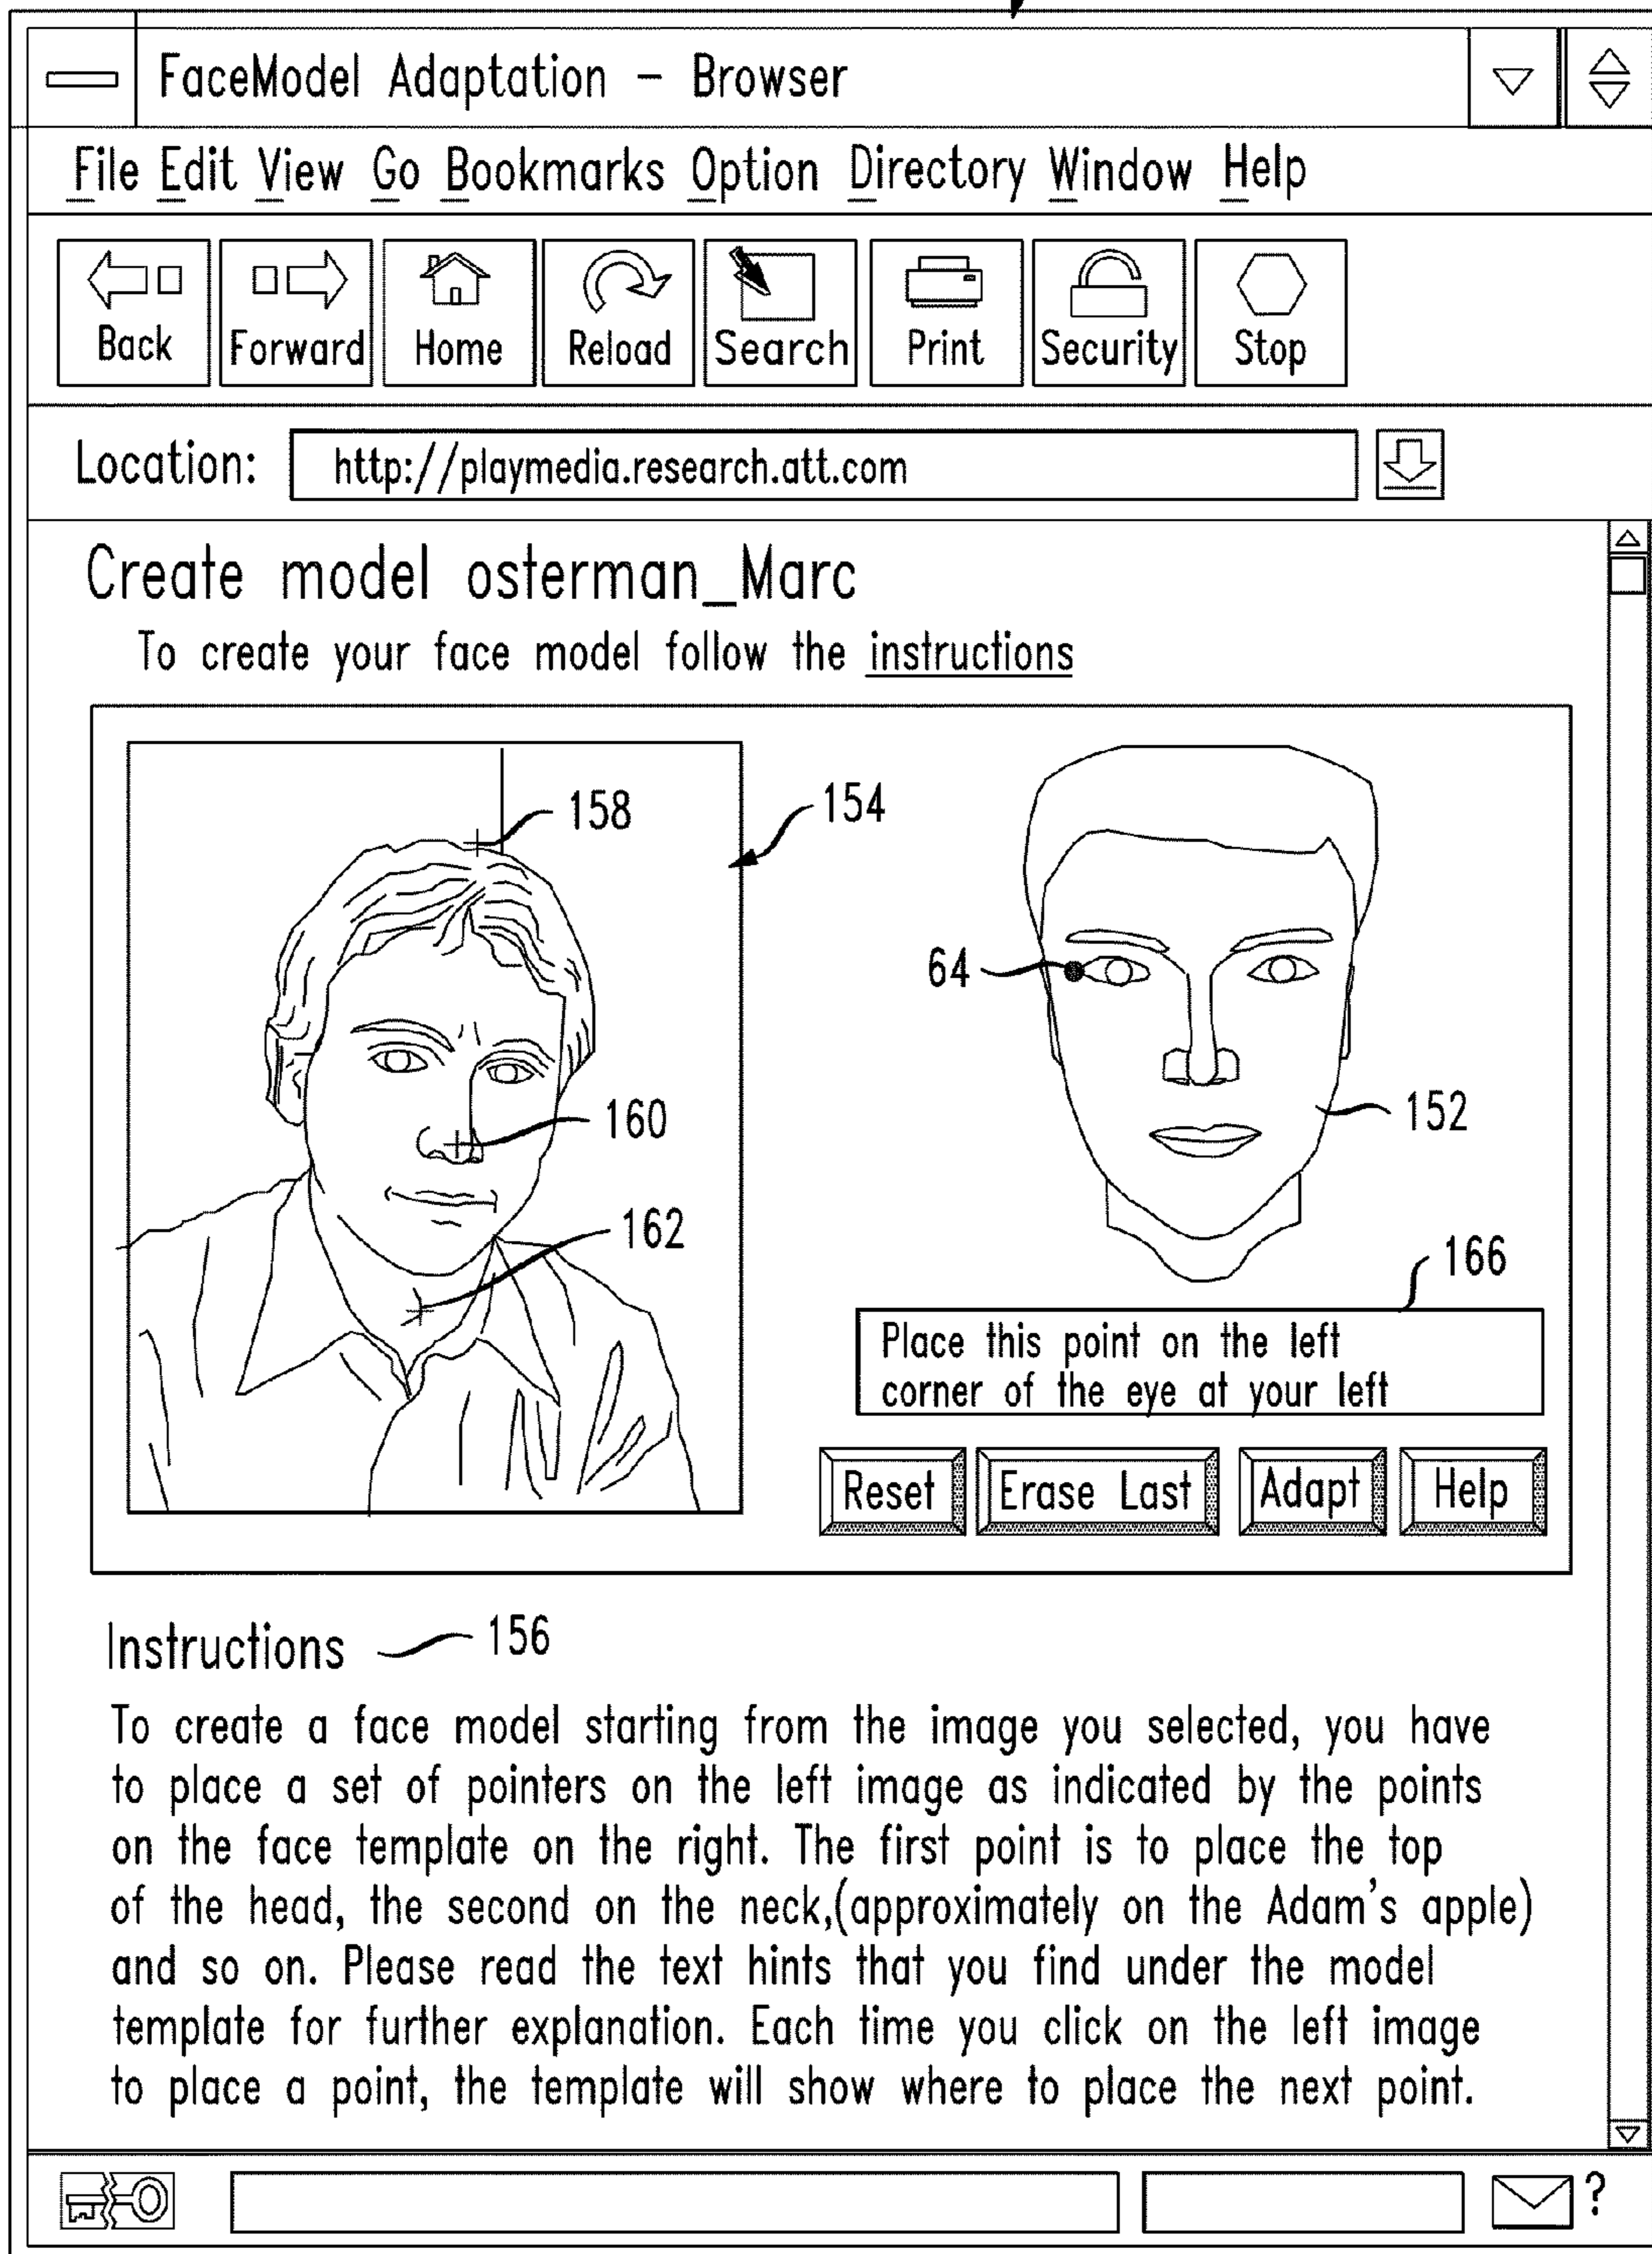 FaceModel Adaptation - Browser
File Edit View Go Bookmarks Option Directory Window Help
Back Forward Home Reload Search Print Security Stop
Location: http://playmedia.research.att.com
Create model osterman_Marc
To create your face model follow the instructions
158
154
64
160
152
162
166
Place this point on the left
corner of the eye at your left
Reset Erase Last Adapt Help
Instructions 156
To create a face model starting from the image you selected, you have
to place a set of pointers on the left image as indicated by the points
on the face template on the right. The first point is to place the top
of the head, the second on the neck,(approximately on the Adam's apple)
and so on. Please read the text hints that you find under the model
template for further explanation. Each time you click on the left image
to place a point, the template will show where to place the next point.
?